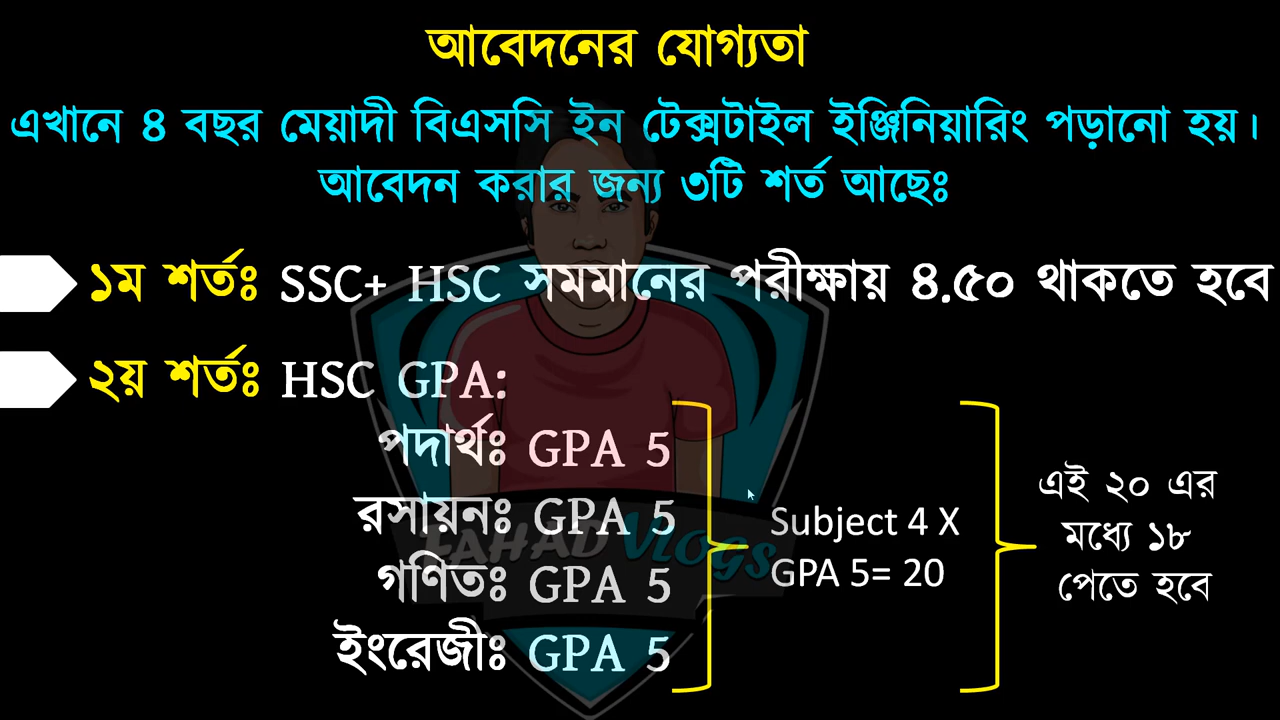 আবেদনের যোগ্যতা
এখানে ৪ বছর মেয়াদী বিএসসি ইন টেক্সটাইল ইঞ্জিনিয়ারিং পড়ানো হয়।
আবেদন করার জন্য ৩টি শর্ত আছেঃ
১ম শর্তঃ SSC+ HSC সমমানের পরীক্ষায় ৪.৫০ থাকতে হবে
২য় শর্তঃ HSC GPA:
পদার্থঃ GPA 5
রসায়নঃ GPA 5
গণিতঃ GPA 5
ইংরেজীঃ GPA 5
Subject 4 X
GPA 5= 20
এই ২০ এর
মধ্যে ১৮
পেতে হবে
FAHAD Vlogs